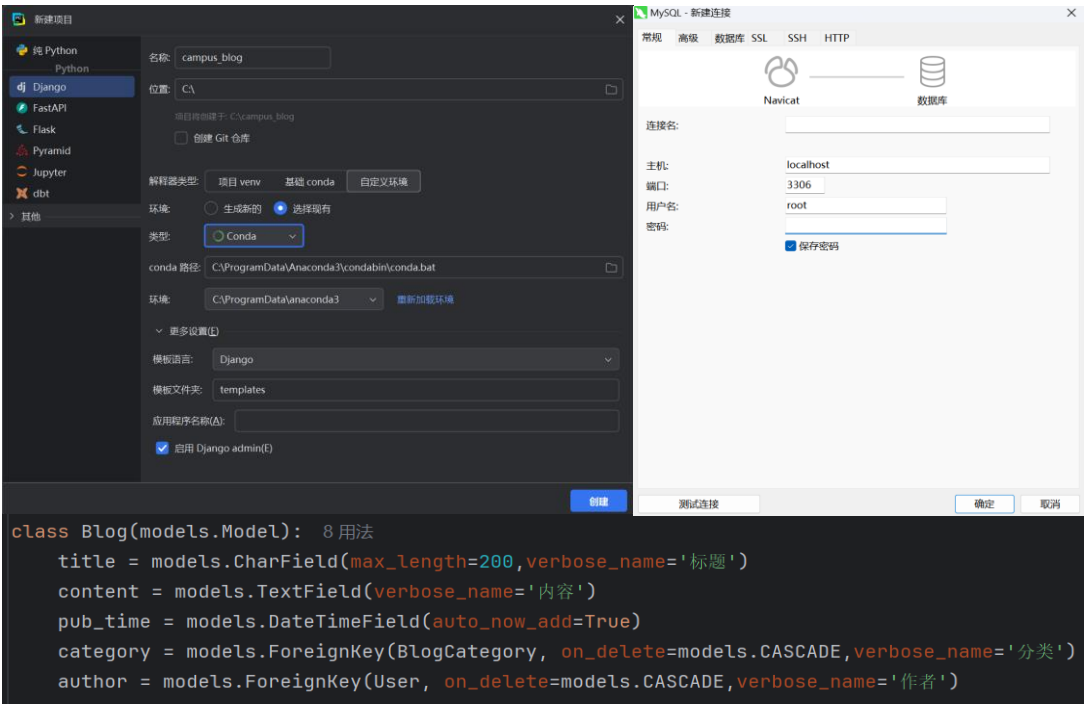 新建项目
纯 Python
Python
dj Django
FastAPI
Flask
Pyramid
Jupyter
dbt
其他
名称: campus_blog
位置: C:\
项目将创建于: C:\campus_blog
创建 Git 仓库
解释器类型: 项目 venv 基础 conda 自定义环境
环境: 生成新的 选择现有
类型: Conda
conda 路径: C:\ProgramData\Anaconda3\condabin\conda.bat
环境: C:\ProgramData\anaconda3 重新加载环境
更多设置(E)
模板语言: Django
模板文件夹: templates
应用程序名称(A):
启用 Django admin(E)
创建
MySQL - 新建连接
常规 高级 数据库 SSL SSH HTTP
Navicat 数据库
连接名:
主机: localhost
端口: 3306
用户名: root
密码:
保存密码
测试连接 确定 取消
class Blog(models.Model): 8 用法
title = models.CharField(max_length=200,verbose_name='标题')
content = models.TextField(verbose_name='内容')
pub_time = models.DateTimeField(auto_now_add=True)
category = models.ForeignKey(BlogCategory, on_delete=models.CASCADE,verbose_name='分类')
author = models.ForeignKey(User, on_delete=models.CASCADE,verbose_name='作者')